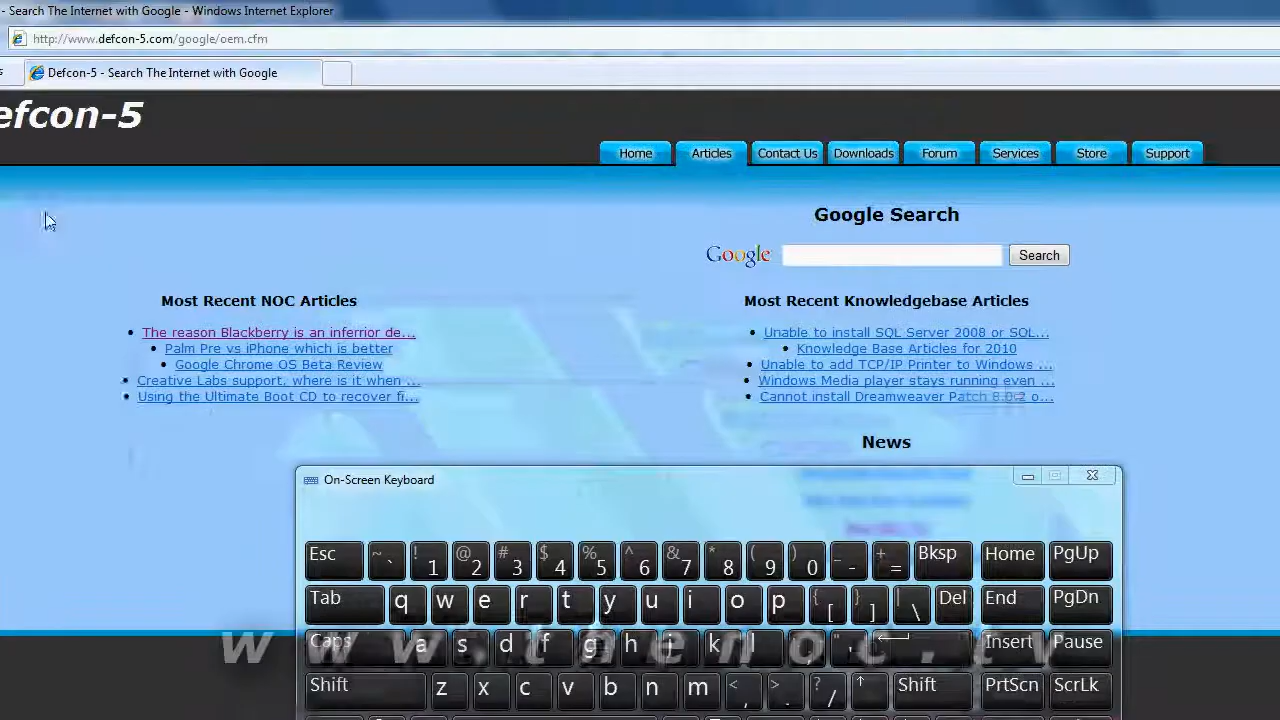 - Search The Internet with Google - Windows Internet Explorer
http://www.defcon-5.com/google/oem.cfm
Defcon-5 - Search The Internet with Google
efcon-5
Home Articles Contact Us Downloads Forum Services Store Support
Google Search
Google Search
Most Recent NOC Articles
The reason Blackberry is an inferrior de...
Palm Pre vs iPhone which is better
Google Chrome OS Beta Review
Creative Labs support, where is it when ...
Using the Ultimate Boot CD to recover fi...
Most Recent Knowledgebase Articles
Unable to install SQL Server 2008 or SQL...
Knowledge Base Articles for 2010
Unable to add TCP/IP Printer to Windows ...
Windows Media player stays running even ...
Cannot install Dreamweaver Patch 8.0.2 o...
News
On-Screen Keyboard
Esc ~ ` ! 1 @ 2 # 3 $ 4 % 5 ^ 6 & 7 * 8 ( 9 ) 0 _ - + = Bksp Home PgUp
Tab q w e r t y u i o p { [ } ] | \ Del End PgDn
Caps a s d f g h j k l ; " ' Insert Pause
www.thenoc.tv
Shift z x c v b n m < , > . ? / ↑ Shift PrtScn ScrLk